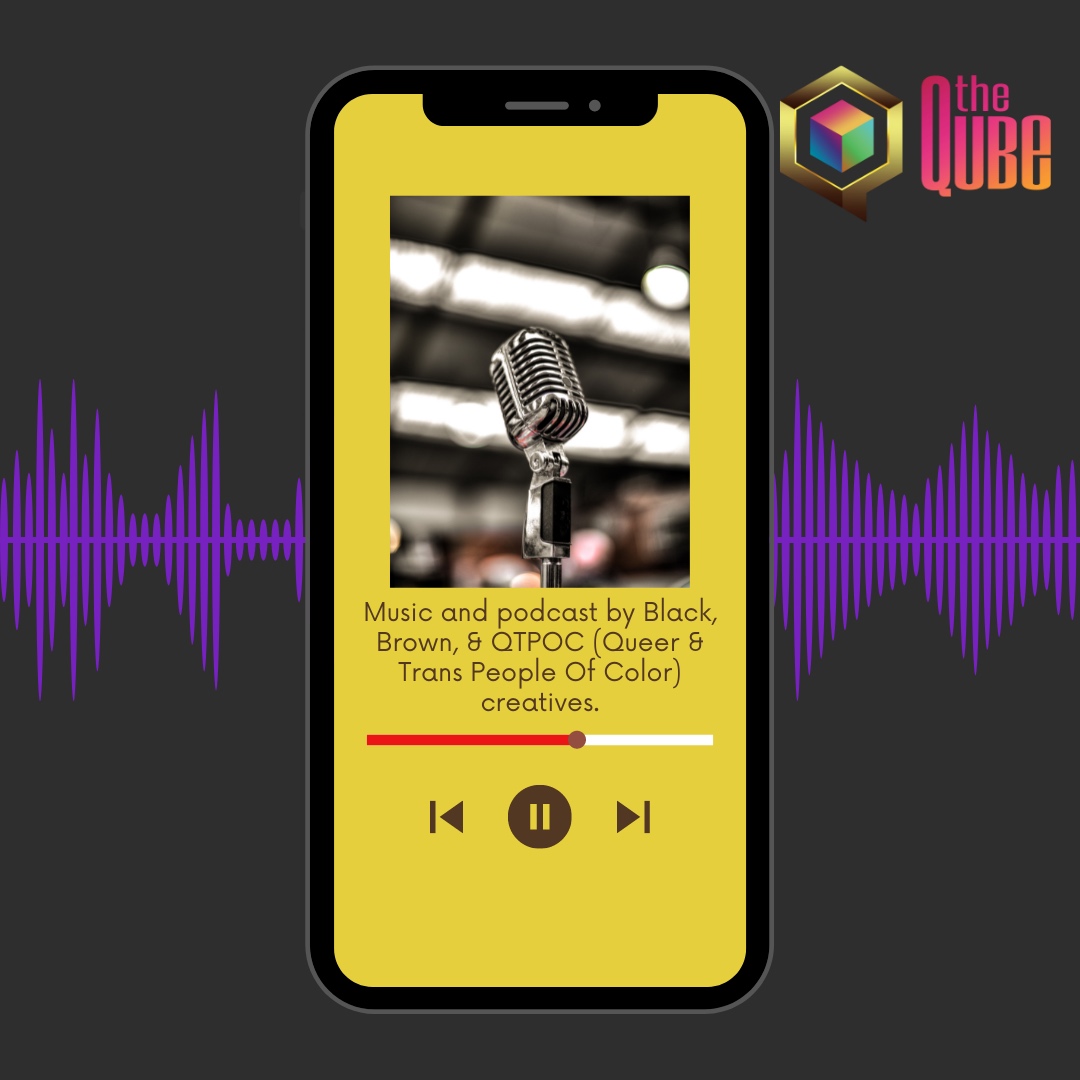 the
QUBE
Music and podcast by Black,
Brown, & QTPOC (Queer &
Trans People Of Color)
creatives.